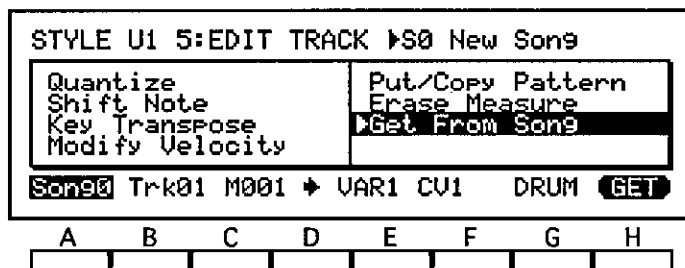 STYLE U1 5:EDIT TRACK ▶S0 New Song
Quantize
Shift Note
Key Transpose
Modify Velocity
Put/Copy Pattern
Erase Measure
▶Get From Song
Song0 Trk01 M001 ➔ VAR1 CV1 DRUM GET
A B C D E F G H